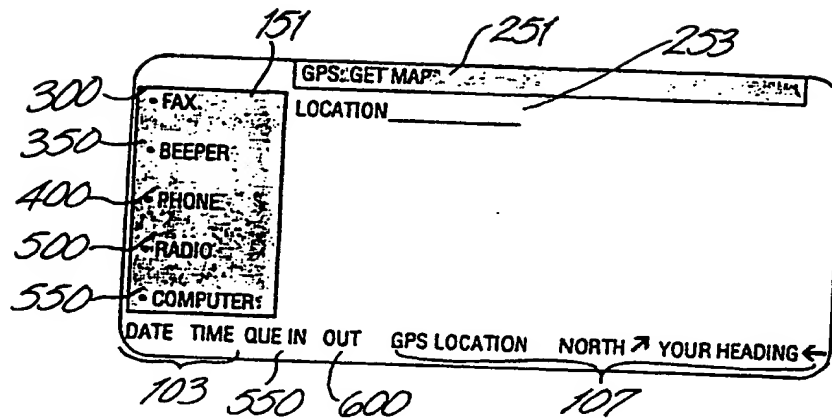 151
251
253
GPS:GET MAP
300
• FAX
LOCATION
350
• BEEPER
400
• PHONE
500
• RADIO
550
• COMPUTER
DATE TIME QUE IN OUT GPS LOCATION NORTH ↗ YOUR HEADING ←
103
550
600
107